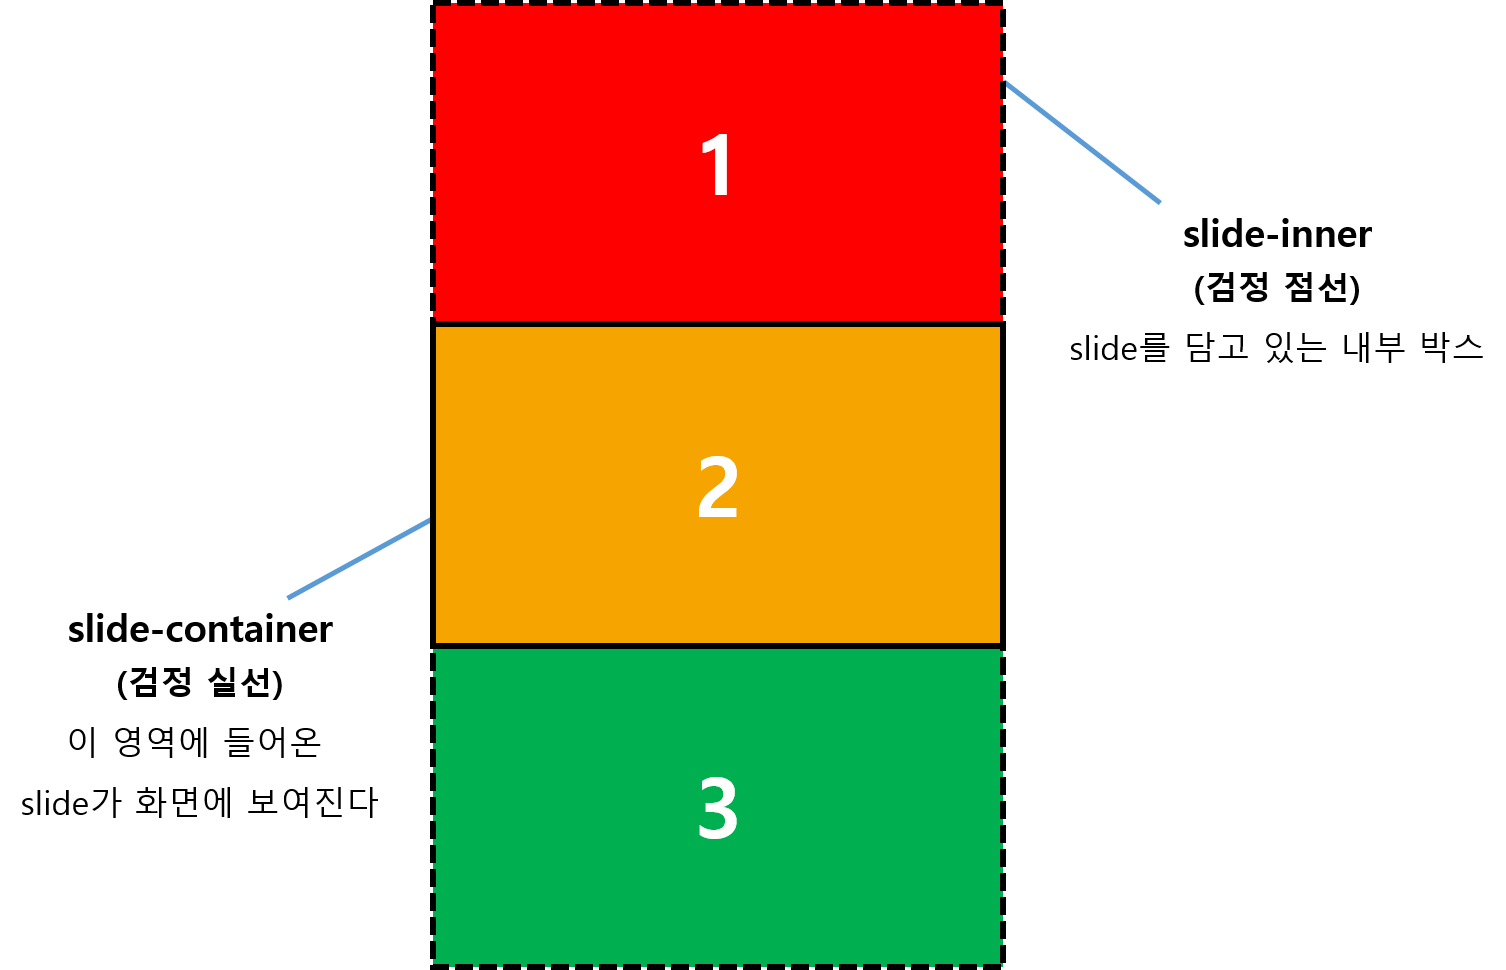 1
slide-inner
(검정 점선)
slide를 담고 있는 내부 박스
2
slide-container
(검정 실선)
이 영역에 들어온
slide가 화면에 보여진다
3